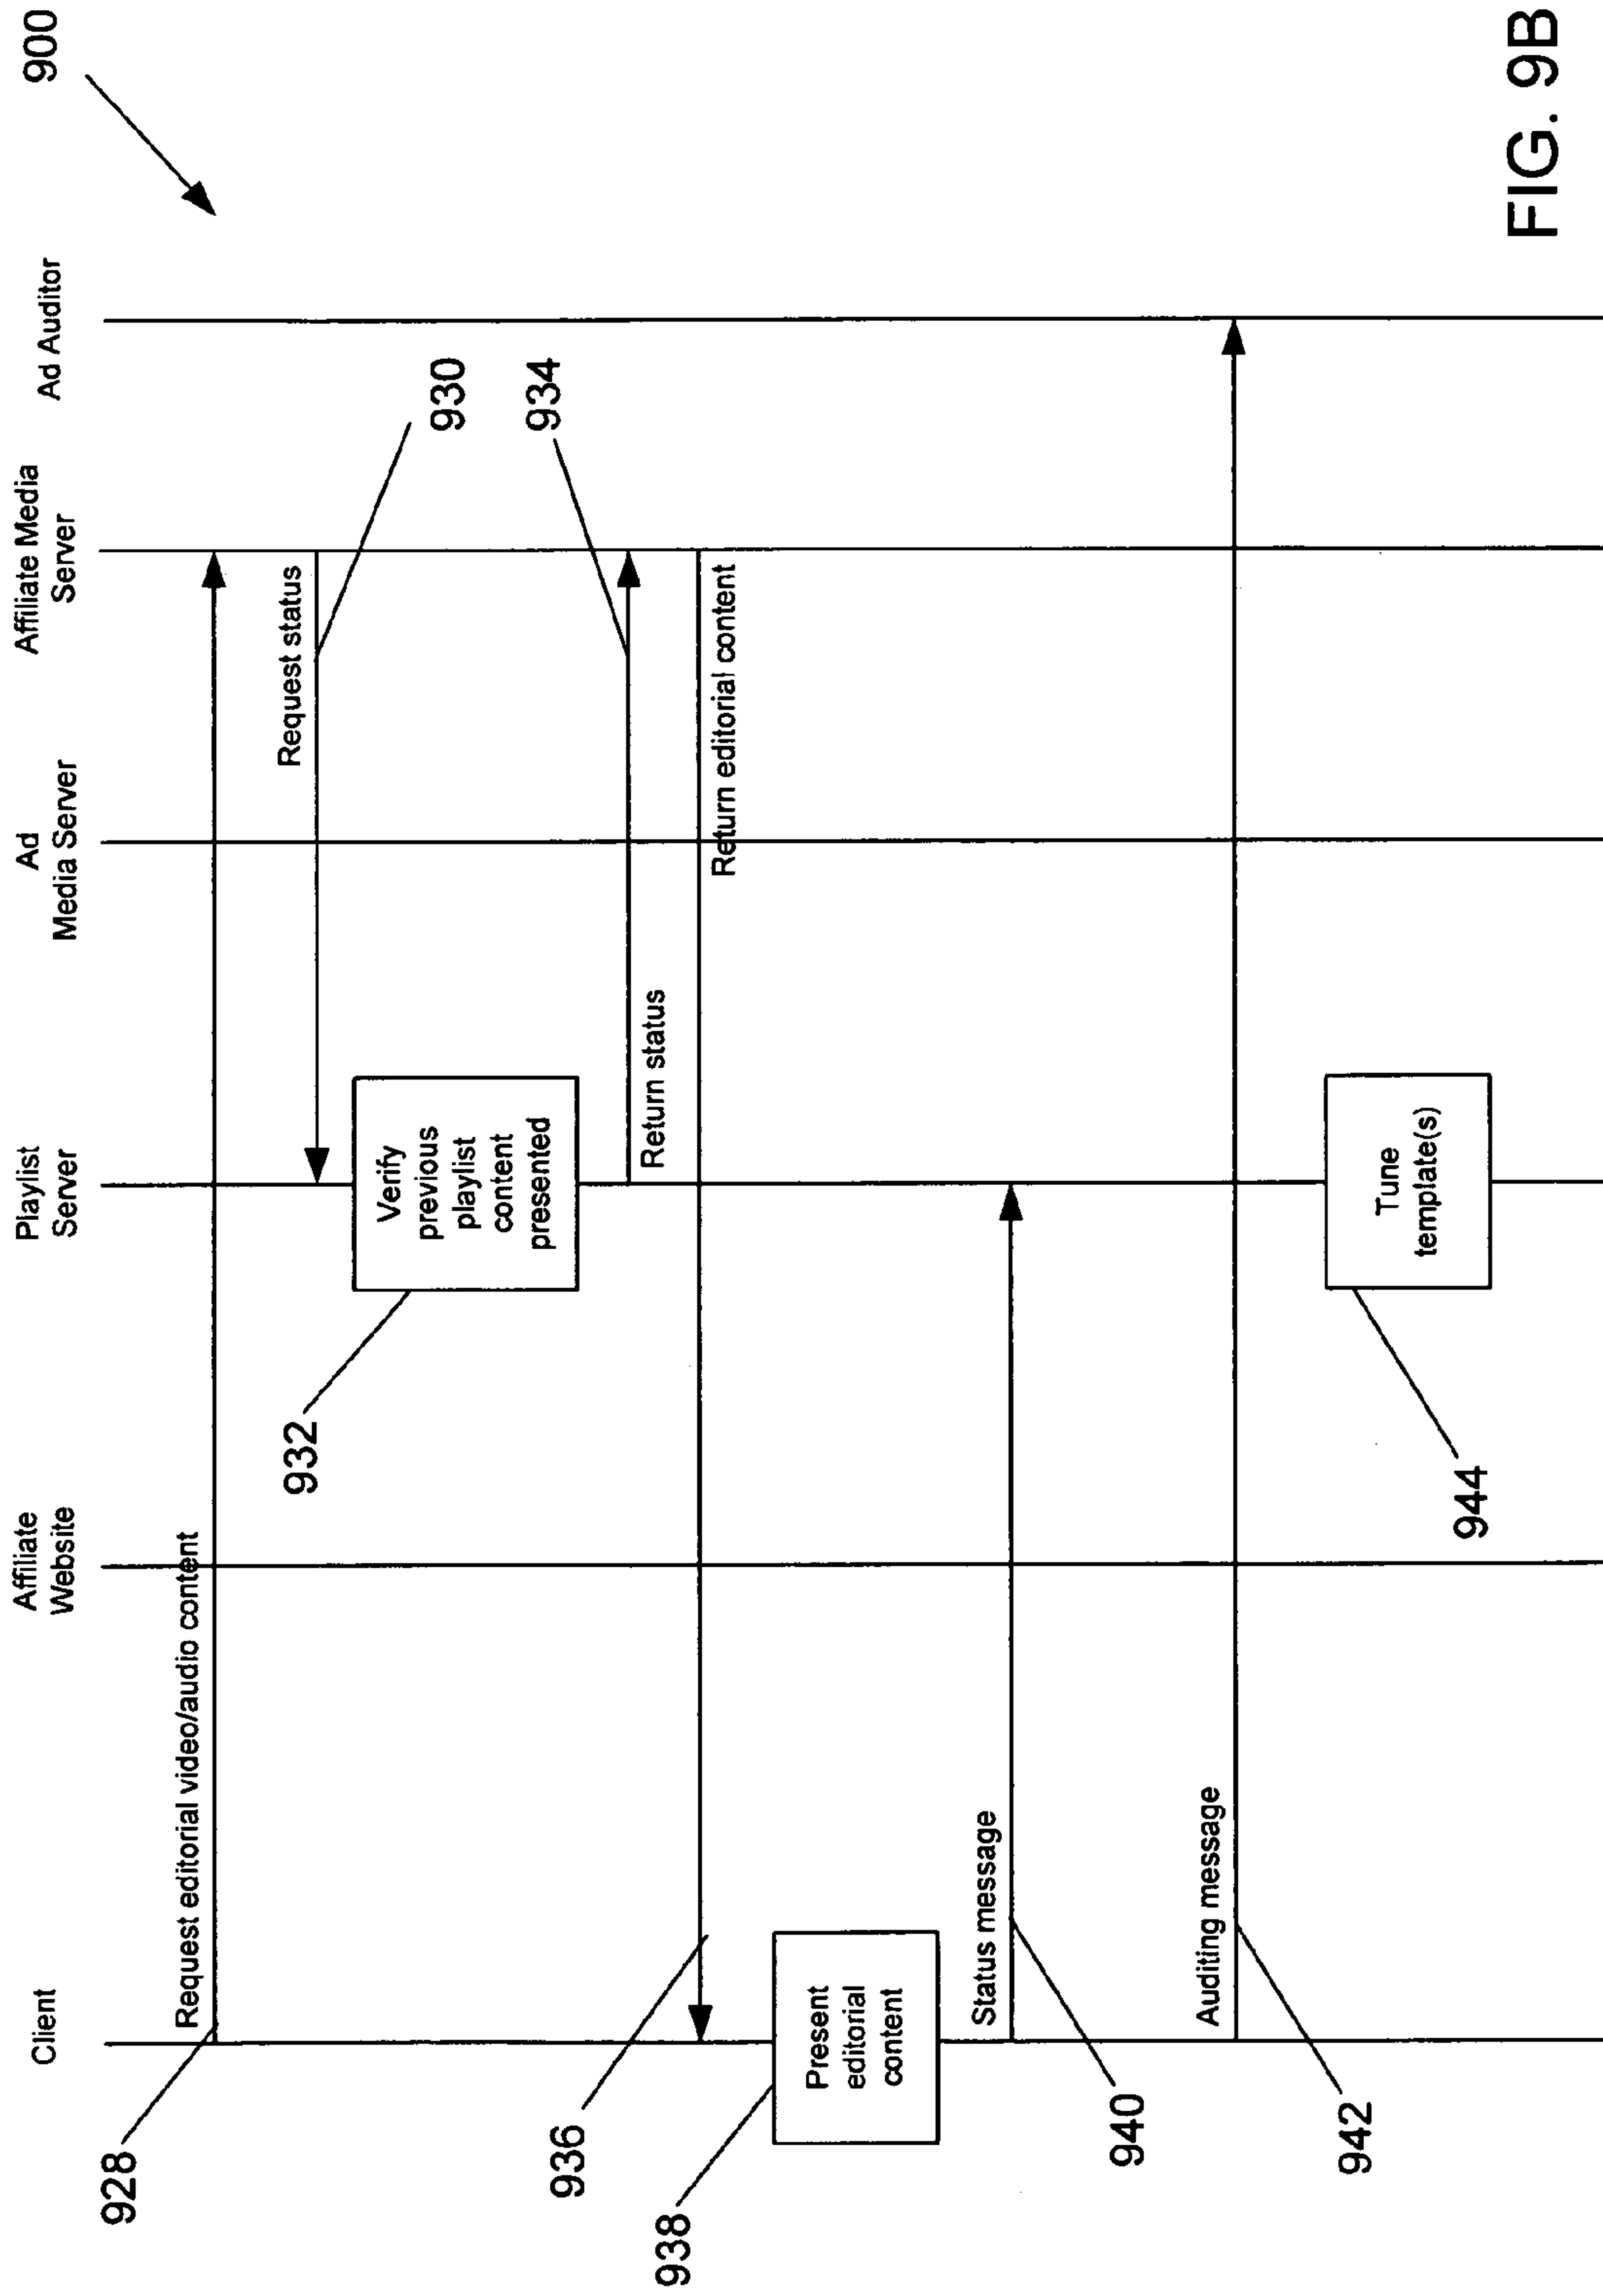 900
Client
Affiliate
Website
Playlist
Server
Ad
Media Server
Affiliate Media
Server
Ad Auditor
928
Request editorial video/audio content
Request status
930
932
Verify
previous
playlist
content
presented
934
Return status
936
Return editorial content
938
Present
editorial
content
Status message
940
Auditing message
942
944
Tune
template(s)
FIG. 9B